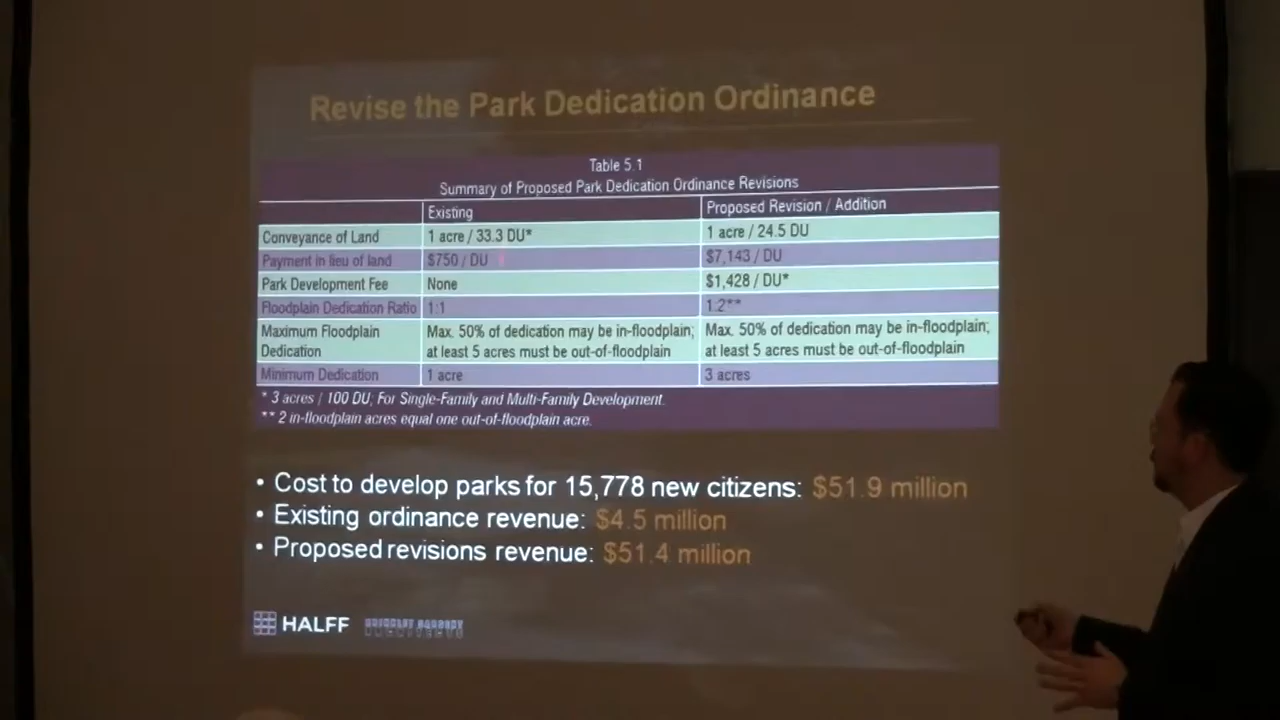 Revise the Park Dedication Ordinance
Table 5.1
Summary of Proposed Park Dedication Ordinance Revisions
Existing
Proposed Revision / Addition
Conveyance of Land
1 acre / 33.3 DU*
1 acre / 24.5 DU
Payment in lieu of land
$750 / DU
$7,143 / DU
Park Development Fee
None
$1,428 / DU*
Floodplain Dedication Ratio
1:1
1:2**
Maximum Floodplain
Dedication
Max. 50% of dedication may be in-floodplain;
at least 5 acres must be out-of-floodplain
Max. 50% of dedication may be in-floodplain;
at least 5 acres must be out-of-floodplain
Minimum Dedication
1 acre
3 acres
* 3 acres / 100 DU; For Single-Family and Multi-Family Development.
** 2 in-floodplain acres equal one out-of-floodplain acre.
• Cost to develop parks for 15,778 new citizens: $51.9 million
• Existing ordinance revenue: $4.5 million
• Proposed revisions revenue: $51.4 million
HALFF